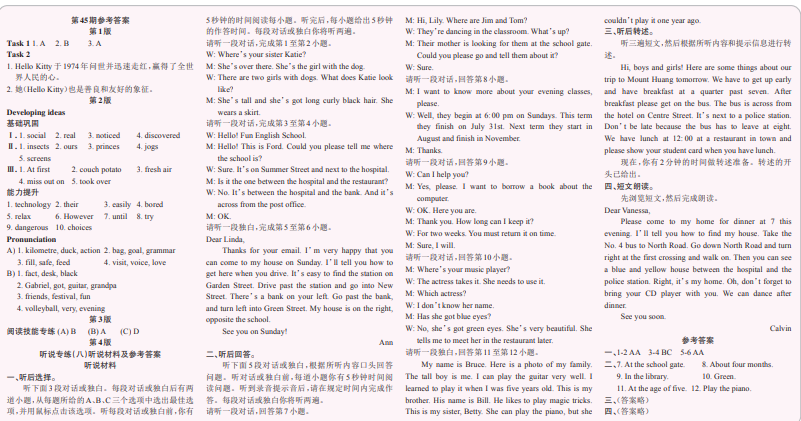 第45期参考答案
第1版
Task 1 1. A 2. B 3. A
Task 2
1. Hello Kitty 于 1974 年问世并迅速走红,赢得了全世
界人民的心。
2. 她(Hello Kitty)也是善良和友好的象征。
第2版
Developing ideas
基础巩固
Ⅰ. 1. social 2. real 3. noticed 4. discovered
Ⅱ. 1. insects 2. ours 3. princes 4. jogs
5. screens
Ⅲ. 1. At first 2. couch potato 3. fresh air
4. miss out on 5. took over
能力提升
1. technology 2. their 3. easily 4. bored
5. relax 6. However 7. until 8. try
9. dangerous 10. choices
Pronunciation
A) 1. kilometre, duck, action 2. bag, goal, grammar
3. fill, safe, feed 4. visit, voice, love
B) 1. fact, desk, black
2. Gabriel, got, guitar, grandpa
3. friends, festival, fun
4. volleyball, very, evening
第3版
阅读技能专练 (A) B (B) A (C) D
第4版
听说专练(八)听说材料及参考答案
听说材料
一、听后选择。
听下面3段对话或独白。每段对话或独白后有两
道小题,从每题所给的A、B、C三个选项中选出最佳选
项,并用鼠标点击该选项。听每段对话或独白前,你有
5秒钟的时间阅读每小题。听完后,每小题给出5秒钟
的作答时间。每段对话或独白你将听两遍。
请听一段对话,完成第1至第2小题。
W: Where's your sister Katie?
M: She's over there. She's the girl with the dog.
W: There are two girls with dogs. What does Katie look
like?
M: She's tall and she's got long curly black hair. She
wears a skirt.
请听一段对话,完成第3至第4小题。
W: Hello! Fun English School.
M: Hello! This is Ford. Could you please tell me where
the school is?
W: Sure. It's on Summer Street and next to the hospital.
M: Is it the one between the hospital and the restaurant?
W: No. It's between the hospital and the bank. And it's
across from the post office.
M: OK.
请听一段独白,完成第5至第6小题。
Dear Linda,
Thanks for your email. I'm very happy that you
can come to my house on Sunday. I'll tell you how to
get here when you drive. It's easy to find the station on
Garden Street. Drive past the station and go into New
Street. There's a bank on your left. Go past the bank,
and turn left into Green Street. My house is on the right,
opposite the school.
See you on Sunday!
Ann
二、听后回答。
听下面5段对话或独白,根据所听内容口头回答
问题。听对话或独白前,每道小题你有5秒钟时间阅
读问题。听到录音提示音后,请在规定时间内完成作
答。每段对话或独白你将听两遍。
请听一段对话,回答第7小题。
M: Hi, Lily. Where are Jim and Tom?
W: They're dancing in the classroom. What's up?
M: Their mother is looking for them at the school gate.
Could you please go and tell them about it?
W: Sure.
请听一段对话,回答第8小题。
M: I want to know more about your evening classes,
please.
W: Well, they begin at 6:00 pm on Sundays. This term
they finish on July 31st. Next term they start in
August and finish in November.
M: Thanks.
请听一段对话,回答第9小题。
W: Can I help you?
M: Yes, please. I want to borrow a book about the
computer.
W: OK. Here you are.
M: Thank you. How long can I keep it?
W: For two weeks. You must return it on time.
M: Sure, I will.
请听一段对话,回答第10小题。
M: Where's your music player?
W: The actress takes it. She needs to use it.
M: Which actress?
W: I don't know her name.
M: Has she got blue eyes?
W: No, she's got green eyes. She's very beautiful. She
tells me to meet her in the restaurant later.
请听一段独白,回答第11至第12小题。
My name is Bruce. Here is a photo of my family.
The tall boy is me. I can play the guitar very well. I
learned to play it when I was five years old. This is my
brother. His name is Bill. He likes to play magic tricks.
This is my sister, Betty. She can play the piano, but she
couldn't play it one year ago.
三、听后转述。
听三遍短文,然后根据所听内容和提示信息进行转
述。
Hi, boys and girls! Here are some things about our
trip to Mount Huang tomorrow. We have to get up early
and have breakfast at a quarter past seven. After
breakfast please get on the bus. The bus is across from
the hotel on Centre Street. It's next to a police station.
Don't be late because the bus has to leave at eight.
We have lunch at 12:00 at a restaurant in town and
please show your student card when you have lunch.
现在,你有2分钟的时间做转述准备。转述的开
头已给出。
四、短文朗读。
先浏览短文,然后完成朗读。
Dear Vanessa,
Please come to my home for dinner at 7 this
evening. I'll tell you how to find my house. Take the
No. 4 bus to North Road. Go down North Road and turn
right at the first crossing and walk on. Then you can see
a blue and yellow house between the hospital and the
police station. Right, it's my home. Oh, don't forget to
bring your CD player with you. We can dance after
dinner.
See you soon.
Calvin
参考答案
一、1-2 AA 3-4 BC 5-6 AA
二、7. At the school gate. 8. About four months.
9. In the library. 10. Green.
11. At the age of five. 12. Play the piano.
三、(答案略)
四、(答案略)